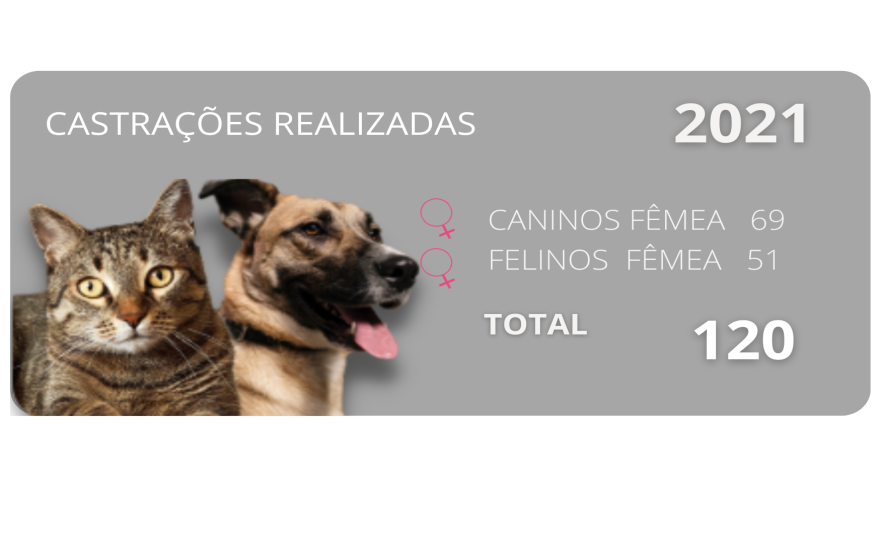 CASTRAÇÕES REALIZADAS
2021
CANINOS FÊMEA 69
FELINOS FÊMEA 51
TOTAL
120